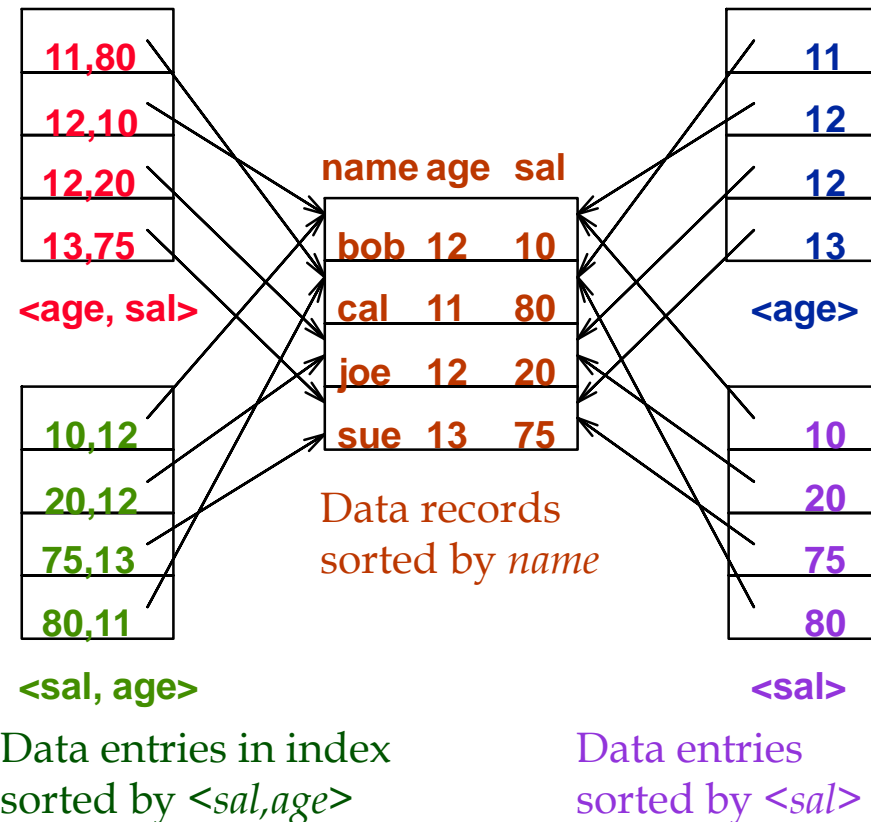 11,80
12,10
12,20
13,75
<age, sal>
10,12
20,12
75,13
80,11
<sal, age>
Data entries in index
sorted by <sal,age>
name age sal
bob 12 10
cal 11 80
joe 12 20
sue 13 75
Data records
sorted by name
11
12
12
13
<age>
10
20
75
80
<sal>
Data entries
sorted by <sal>